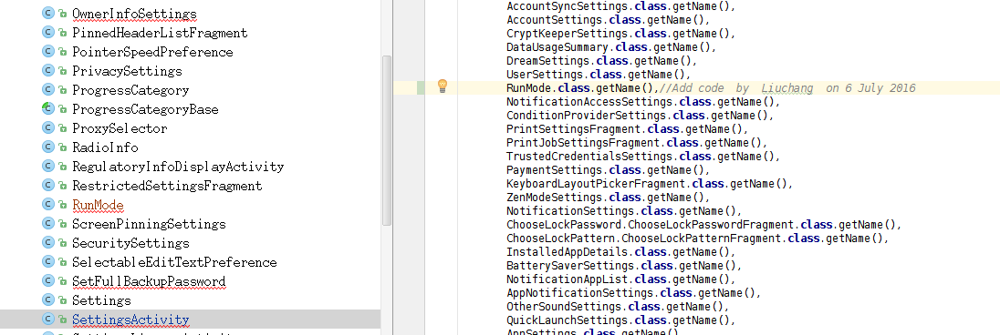 OwnerInfoSettings
PinnedHeaderListFragment
PointerSpeedPreference
PrivacySettings
ProgressCategory
ProgressCategoryBase
ProxySelector
RadioInfo
RegulatoryInfoDisplayActivity
RestrictedSettingsFragment
RunMode
ScreenPinningSettings
SecuritySettings
SelectableEditTextPreference
SetFullBackupPassword
Settings
SettingsActivity
AccountSyncSettings.class.getName(),
AccountSettings.class.getName(),
CryptKeeperSettings.class.getName(),
DataUsageSummary.class.getName(),
DreamSettings.class.getName(),
UserSettings.class.getName(),
RunMode.class.getName(),//Add code  by  Liuchang  on 6 July 2016
NotificationAccessSettings.class.getName(),
ConditionProviderSettings.class.getName(),
PrintSettingsFragment.class.getName(),
PrintJobSettingsFragment.class.getName(),
TrustedCredentialsSettings.class.getName(),
PaymentSettings.class.getName(),
KeyboardLayoutPickerFragment.class.getName(),
ZenModeSettings.class.getName(),
NotificationSettings.class.getName(),
ChooseLockPassword.ChooseLockPasswordFragment.class.getName(),
ChooseLockPattern.ChooseLockPatternFragment.class.getName(),
InstalledAppDetails.class.getName(),
BatterySaverSettings.class.getName(),
NotificationAppList.class.getName(),
AppNotificationSettings.class.getName(),
OtherSoundSettings.class.getName(),
QuickLaunchSettings.class.getName(),